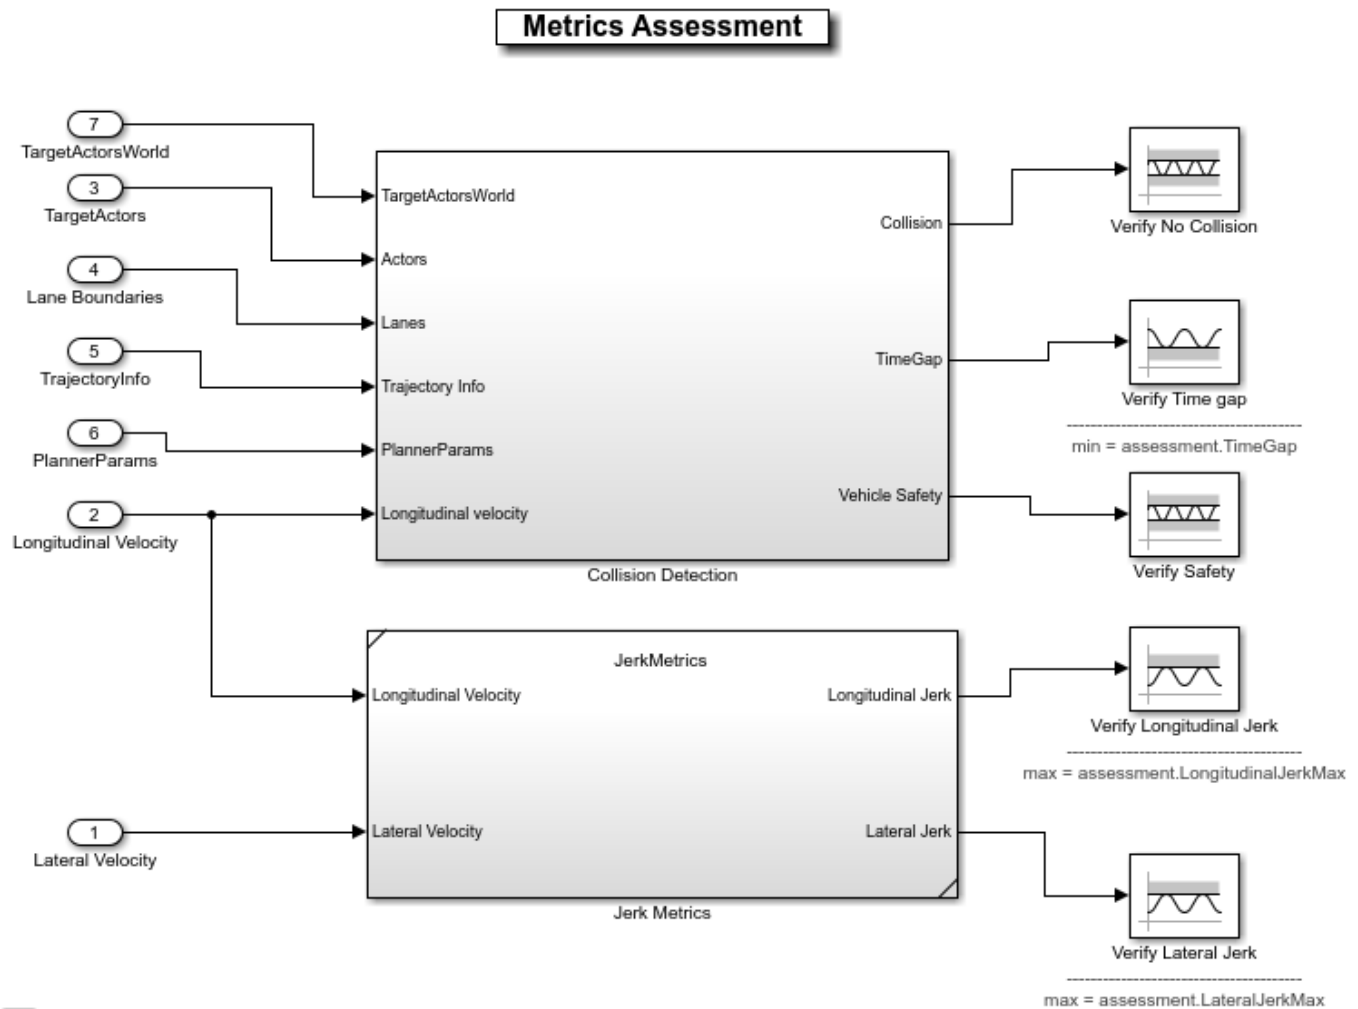 Metrics Assessment
7
TargetActorsWorld
3
TargetActors
4
Lane Boundaries
5
TrajectoryInfo
6
PlannerParams
2
Longitudinal Velocity
TargetActorsWorld
Actors
Lanes
Trajectory Info
PlannerParams
Longitudinal velocity
Collision
TimeGap
Vehicle Safety
Collision Detection
Verify No Collision
Verify Time gap
min = assessment.TimeGap
Verify Safety
1
Lateral Velocity
JerkMetrics
Longitudinal Velocity
Lateral Velocity
Longitudinal Jerk
Lateral Jerk
Jerk Metrics
Verify Longitudinal Jerk
max = assessment.LongitudinalJerkMax
Verify Lateral Jerk
max = assessment.LateralJerkMax